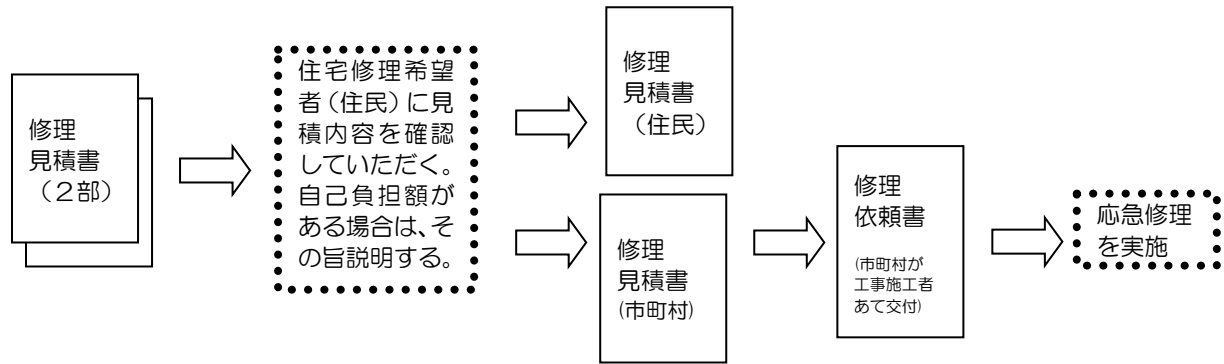 修理
見積書
（２部）
住宅修理希望
者（住民）に見
積内容を確認
していただく。
自己負担額が
ある場合は、そ
の旨説明する。
修理
見積書
（住民）
修理
見積書
(市町村)
修理
依頼書
(市町村が
工事施工者
あて交付)
応急修理
を実施